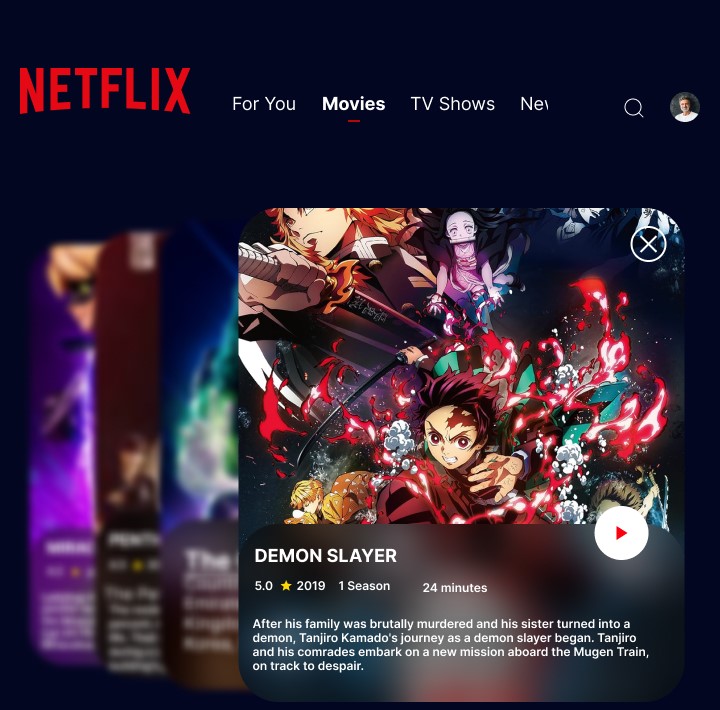 NETFLIX
For You Movies TV Shows
DEMON SLAYER
5.0 2019 1 Season 24 minutes
After his family was brutally murdered and his sister turned into a
demon, Tanjiro Kamado's journey as a demon slayer began. Tanjiro
and his comrades embark on a new mission aboard the Mugen Train,
on track to despair.